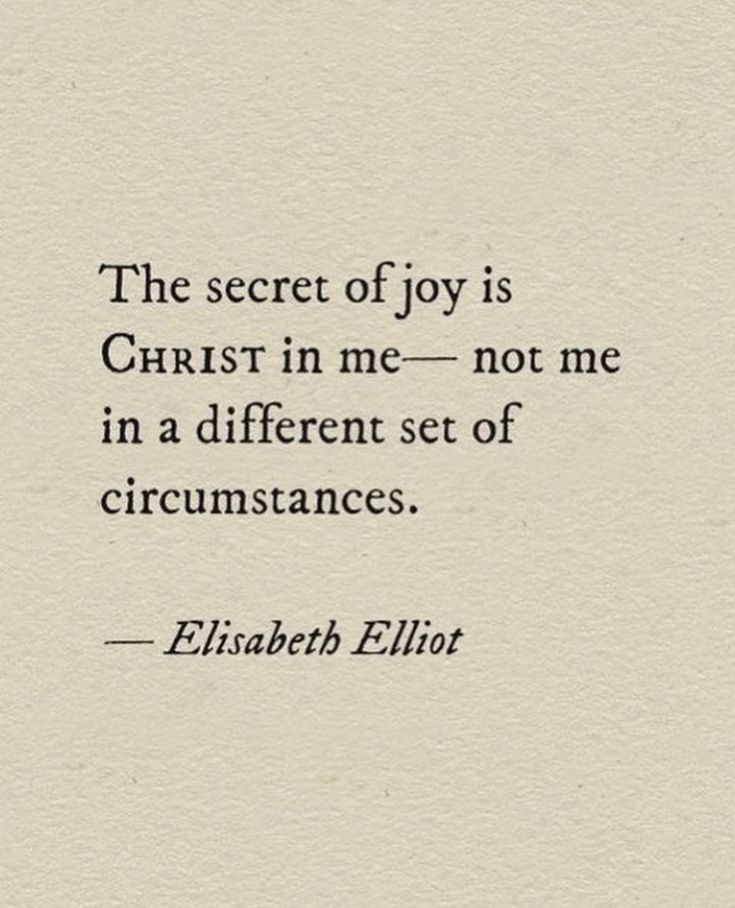 The secret of joy is
CHRIST in me— not me
in a different set of
circumstances.
— Elisabeth Elliot